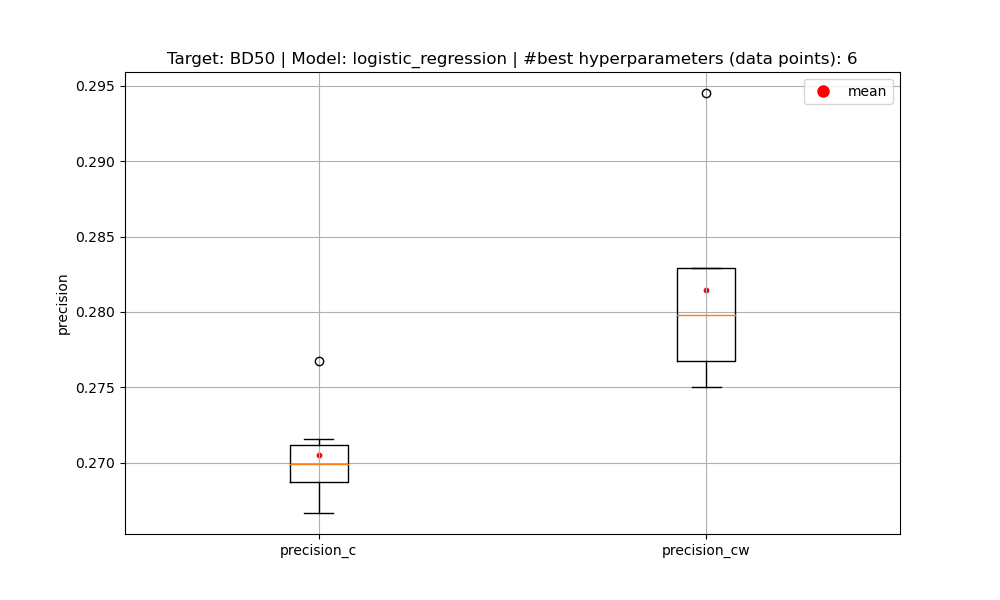 Target: BD50 | Model: logistic_regression | #best hyperparameters (data points): 6
mean
0.295
0.290
0.285
0.280
0.275
0.270
precision
precision_c
precision_cw